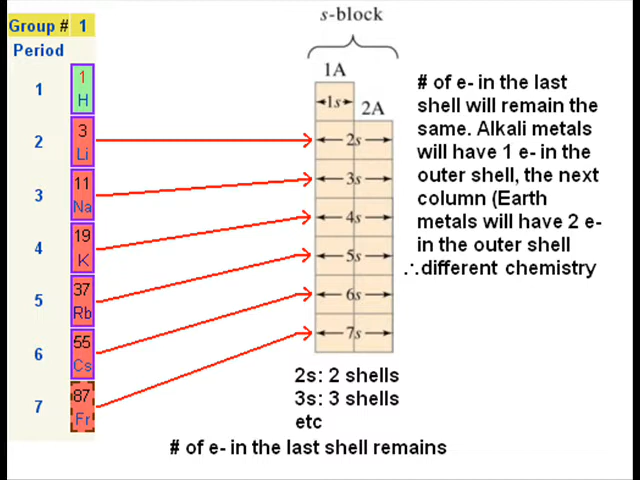 Group # 1
Period
1
1
H
2
3
Li
3
11
Na
4
19
K
5
37
Rb
6
55
Cs
7
87
Fr
s-block
1A
2A
1s
2s
3s
4s
5s
6s
7s
# of e- in the last
shell will remain the
same. Alkali metals
will have 1 e- in the
outer shell, the next
column (Earth
metals will have 2 e-
in the outer shell
∴different chemistry
2s: 2 shells
3s: 3 shells
etc
# of e- in the last shell remains